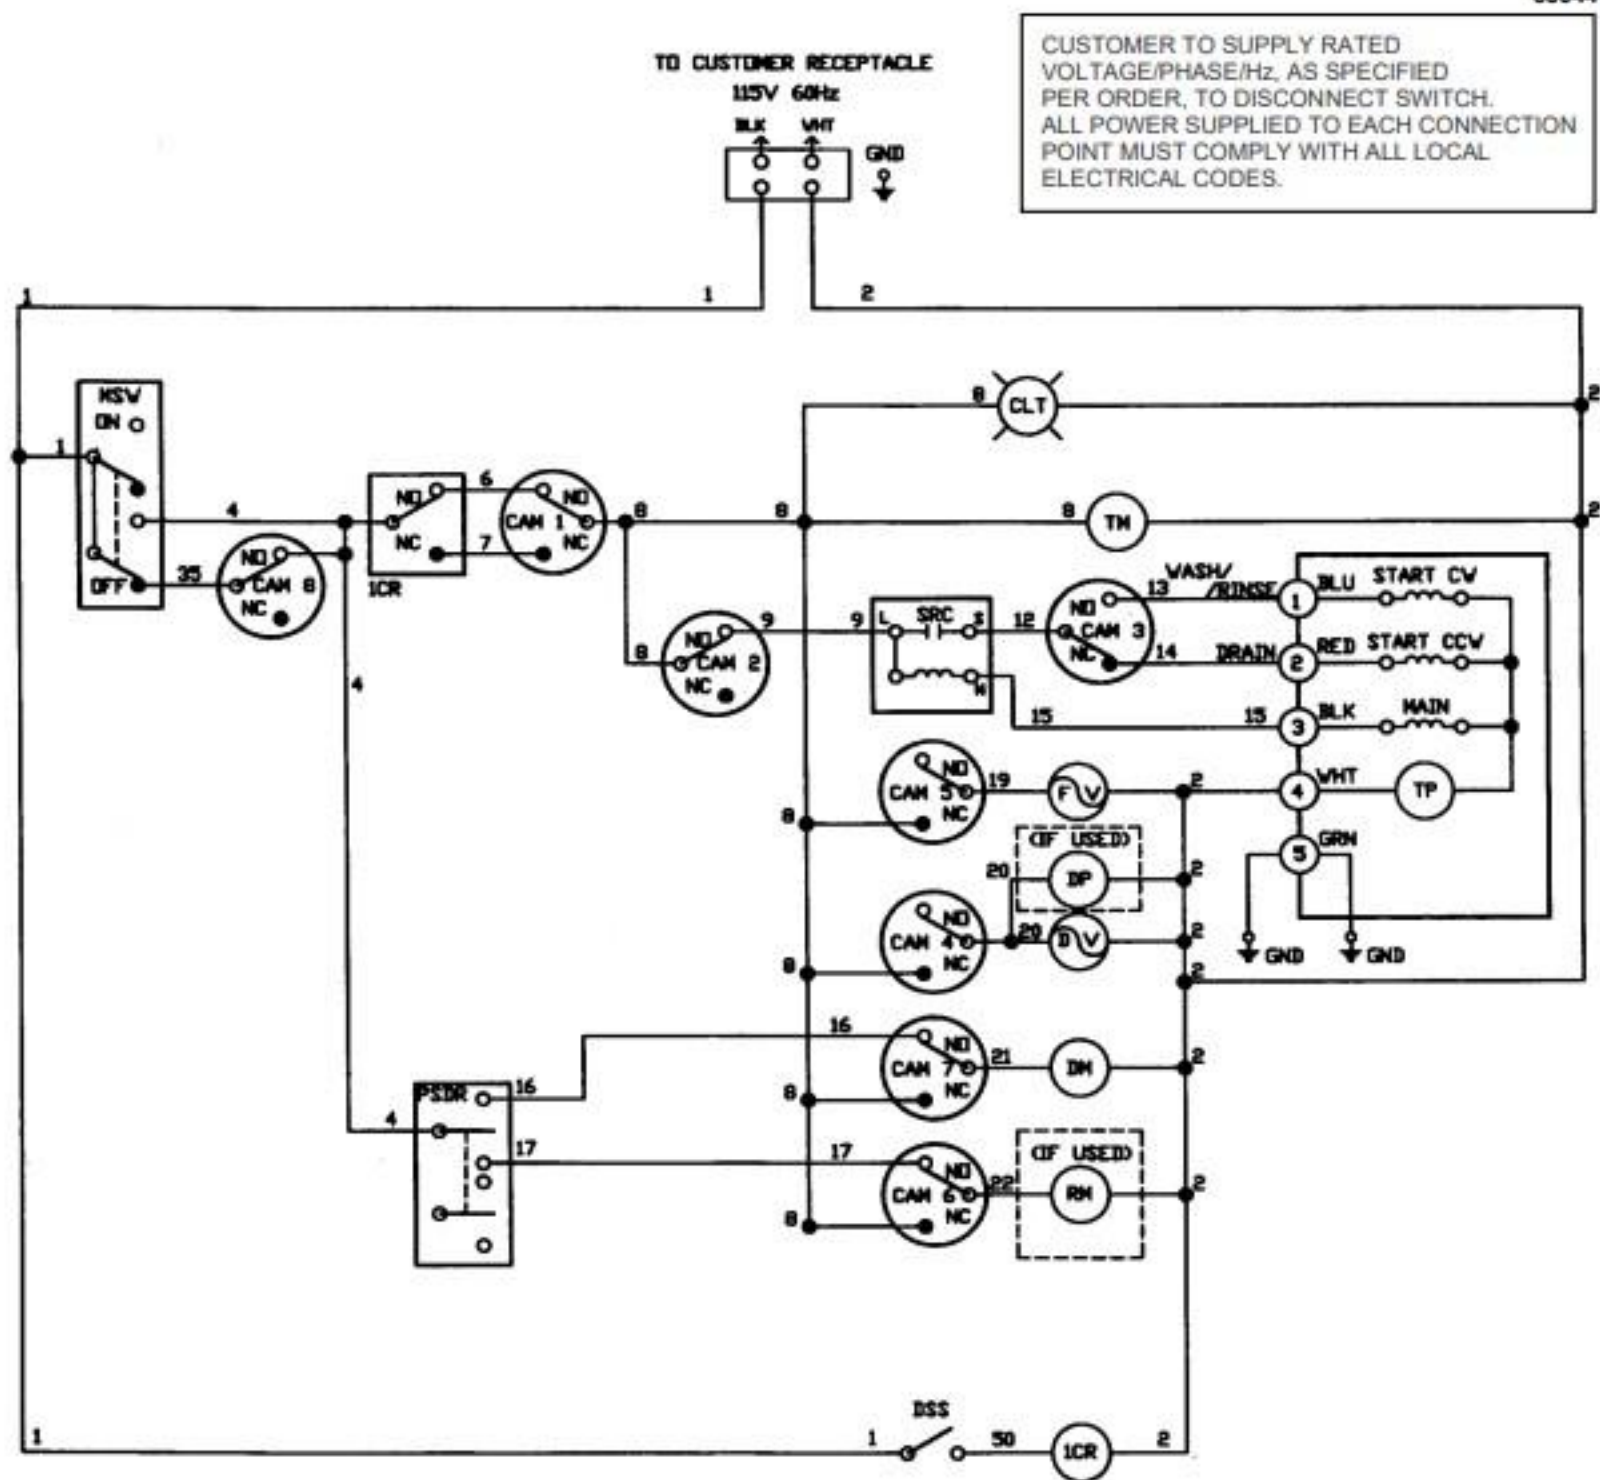 TO CUSTOMER RECEPTACLE
115V 60Hz
BLK WHT
GND
CUSTOMER TO SUPPLY RATED
VOLTAGE/PHASE/Hz, AS SPECIFIED
PER ORDER, TO DISCONNECT SWITCH.
ALL POWER SUPPLIED TO EACH CONNECTION
POINT MUST COMPLY WITH ALL LOCAL
ELECTRICAL CODES.
1 1 2
MSW
ON
OFF
1
4
35
NO
CAM 8
NC
NO
NC
1CR
6
7
NO
CAM 1
NC
8 8 8
TM
2
8
CLT
2
8
NO
CAM 2
NC
9 9
L SRC S
N
12
NO
CAM 3
NC
13 WASH/
/RINSE
1 BLU START CW
14 DRAIN
2 RED START CCW
15 15
3 BLK MAIN
4
8
NO
CAM 5
NC
19
FV
2
4 WHT TP
5 GRN
GND GND
(IF USED)
20 DP 2
8
NO
CAM 4
NC
20
DV
2
2
16 16
NO
CAM 7
NC
8
21
DM
2
PSDR
4
17 17
NO
CAM 6
NC
8
22
(IF USED)
RM
2
1 1
DSS
50
1CR
2